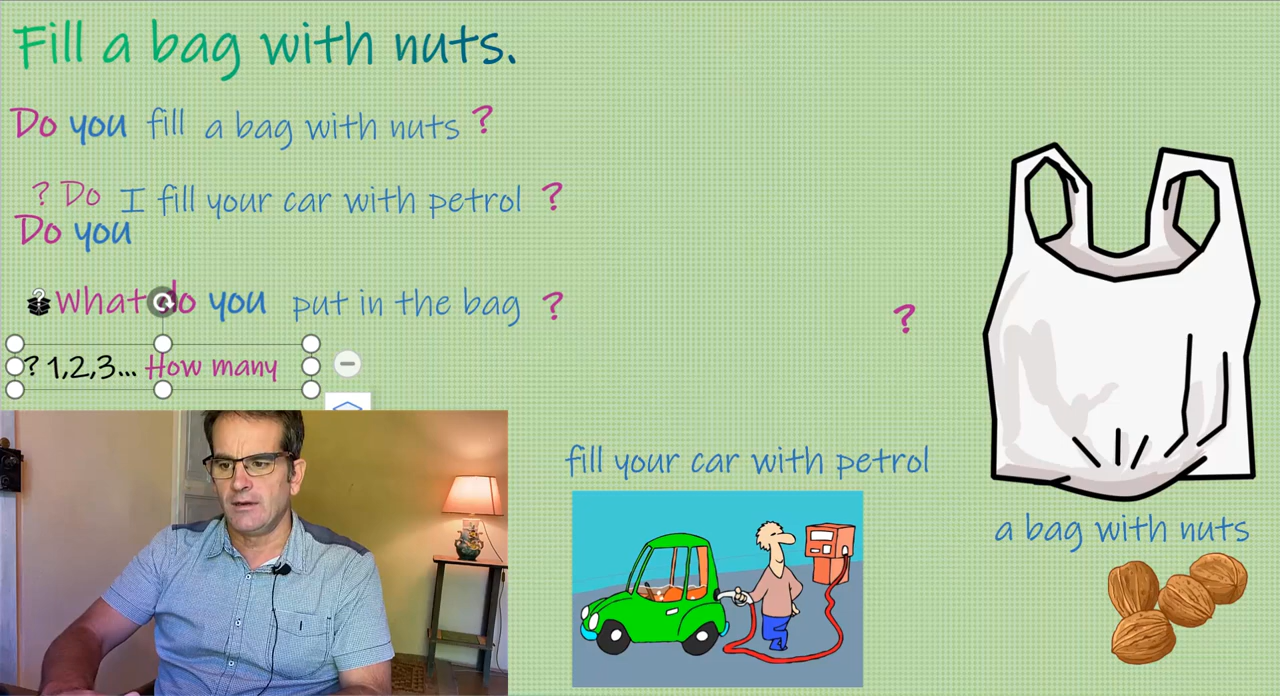 Fill a bag with nuts.
Do you fill a bag with nuts ?
? Do I fill your car with petrol ?
Do you
What do you put in the bag ?
?
? 1,2,3... How many
fill your car with petrol
a bag with nuts